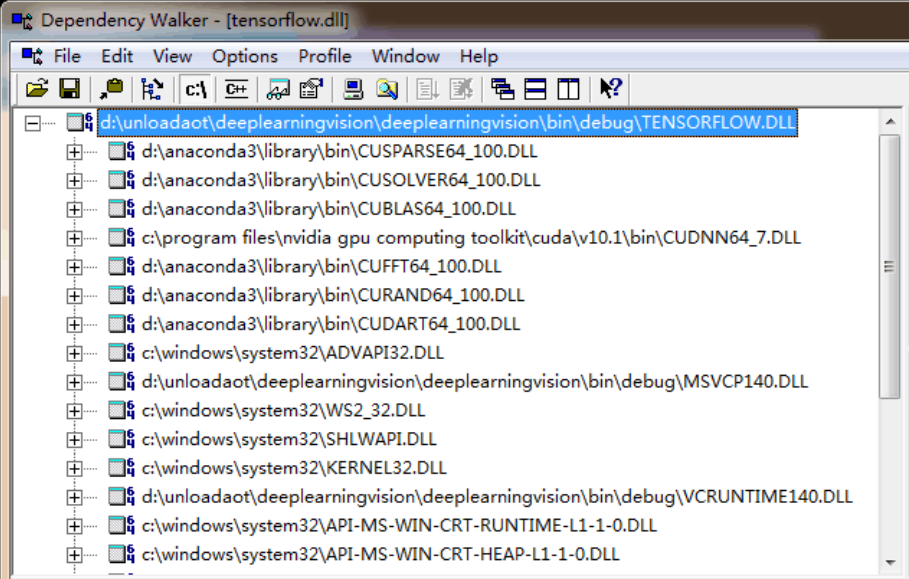 Dependency Walker - [tensorflow.dll]
File Edit View Options Profile Window Help
c:\ C++
d:\unloadaot\deeplearningvision\deeplearningvision\bin\debug\TENSORFLOW.DLL
d:\anaconda3\library\bin\CUSPARSE64_100.DLL
d:\anaconda3\library\bin\CUSOLVER64_100.DLL
d:\anaconda3\library\bin\CUBLAS64_100.DLL
c:\program files\nvidia gpu computing toolkit\cuda\v10.1\bin\CUDNN64_7.DLL
d:\anaconda3\library\bin\CUFFT64_100.DLL
d:\anaconda3\library\bin\CURAND64_100.DLL
d:\anaconda3\library\bin\CUDART64_100.DLL
c:\windows\system32\ADVAPI32.DLL
d:\unloadaot\deeplearningvision\deeplearningvision\bin\debug\MSVCP140.DLL
c:\windows\system32\WS2_32.DLL
c:\windows\system32\SHLWAPI.DLL
c:\windows\system32\KERNEL32.DLL
d:\unloadaot\deeplearningvision\deeplearningvision\bin\debug\VCRUNTIME140.DLL
c:\windows\system32\API-MS-WIN-CRT-RUNTIME-L1-1-0.DLL
c:\windows\system32\API-MS-WIN-CRT-HEAP-L1-1-0.DLL